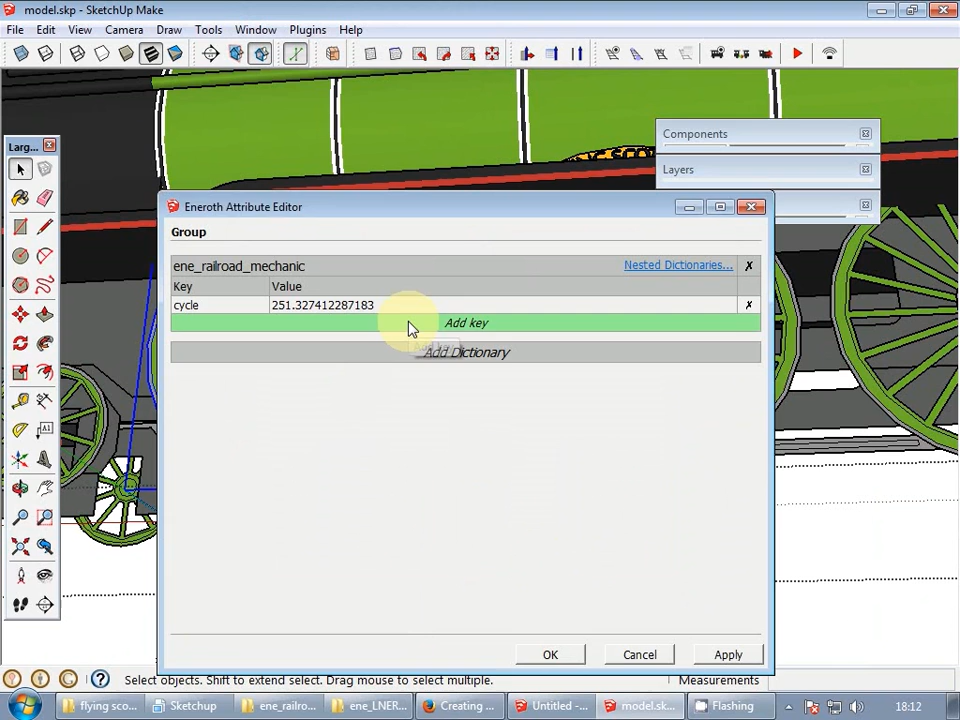 model.skp - SketchUp Make
File Edit View Camera Draw Tools Window Plugins Help
Larg...
Components
Layers
Eneroth Attribute Editor
Group
ene_railroad_mechanic Nested Dictionaries... ✗
Key Value
cycle 251.327412287183 ✗
Add key
Add Dictionary
OK Cancel Apply
Select objects. Shift to extend select. Drag mouse to select multiple. Measurements
flying sco... Sketchup ene_railro... ene_LNER... Creating ... Untitled -... model.sk... Flashing 18:12